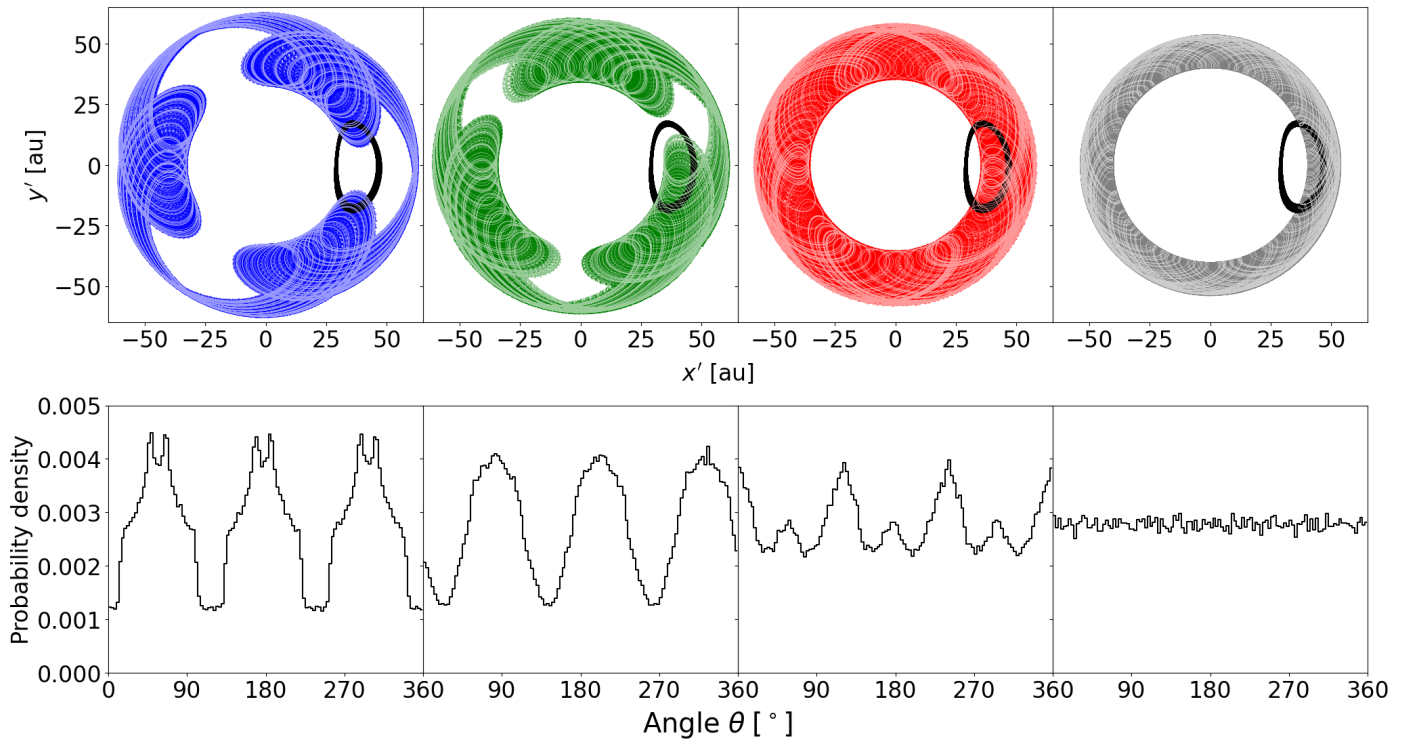 50
25
0
−25
−50
y′ [au]
−50 −25 0 25 50 −50 −25 0 25 50 −50 −25 0 25 50 −50 −25 0 25 50
x′ [au]
0.005
0.004
0.003
0.002
0.001
0.000
Probability density
0 90 180 270 360 90 180 270 360 90 180 270 360 90 180 270 360
Angle θ [°]